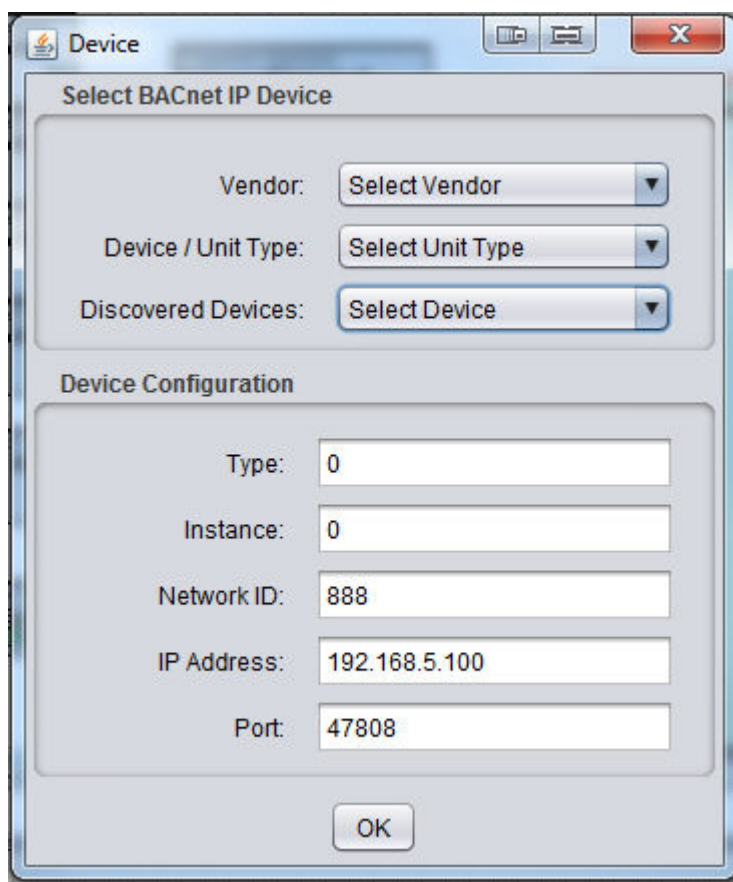 Device
Select BACnet IP Device
Vendor: Select Vendor
Device / Unit Type: Select Unit Type
Discovered Devices: Select Device
Device Configuration
Type: 0
Instance: 0
Network ID: 888
IP Address: 192.168.5.100
Port: 47808
OK